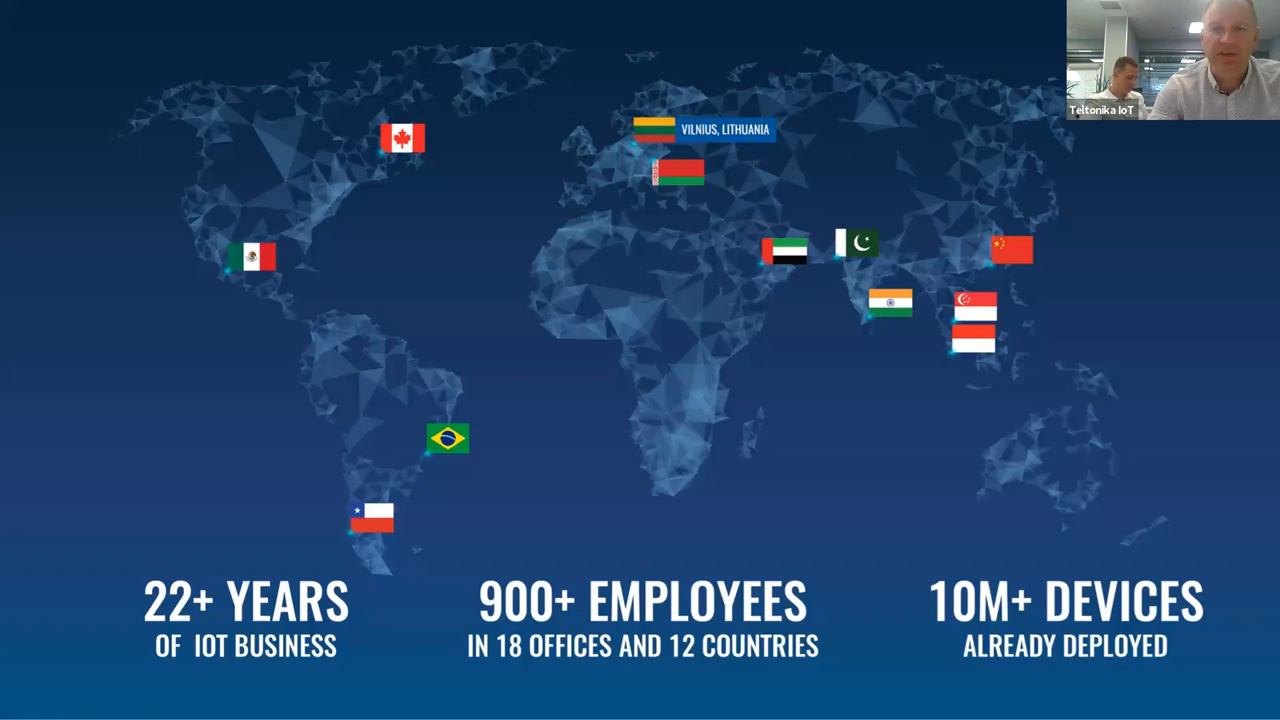 Teltonika IoT
VILNIUS, LITHUANIA
22+ YEARS
OF IOT BUSINESS
900+ EMPLOYEES
IN 18 OFFICES AND 12 COUNTRIES
10M+ DEVICES
ALREADY DEPLOYED